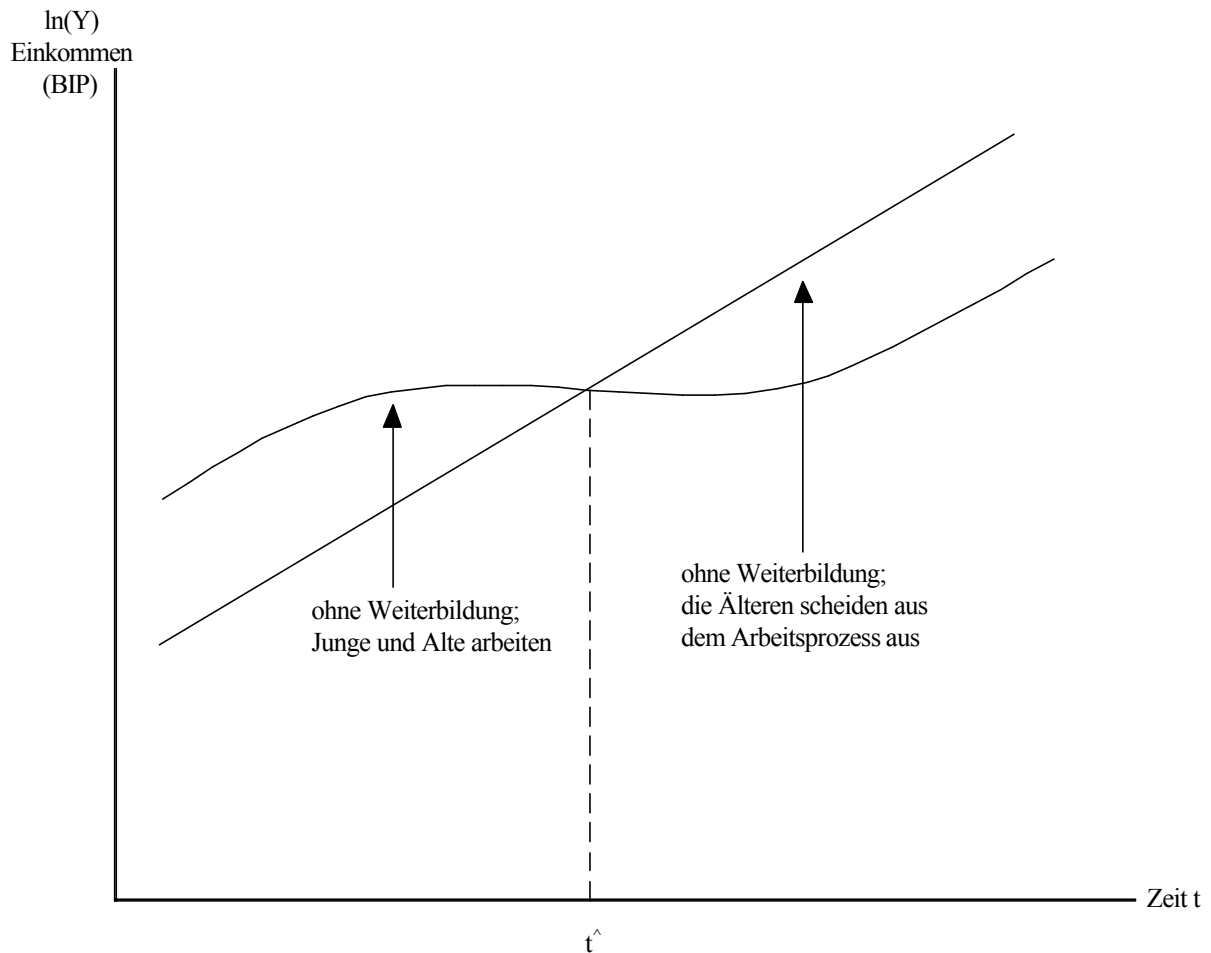 ln(Y)
Einkommen
(BIP)
ohne Weiterbildung;
Junge und Alte arbeiten
ohne Weiterbildung;
die Älteren scheiden aus
dem Arbeitsprozess aus
Zeit t
t^